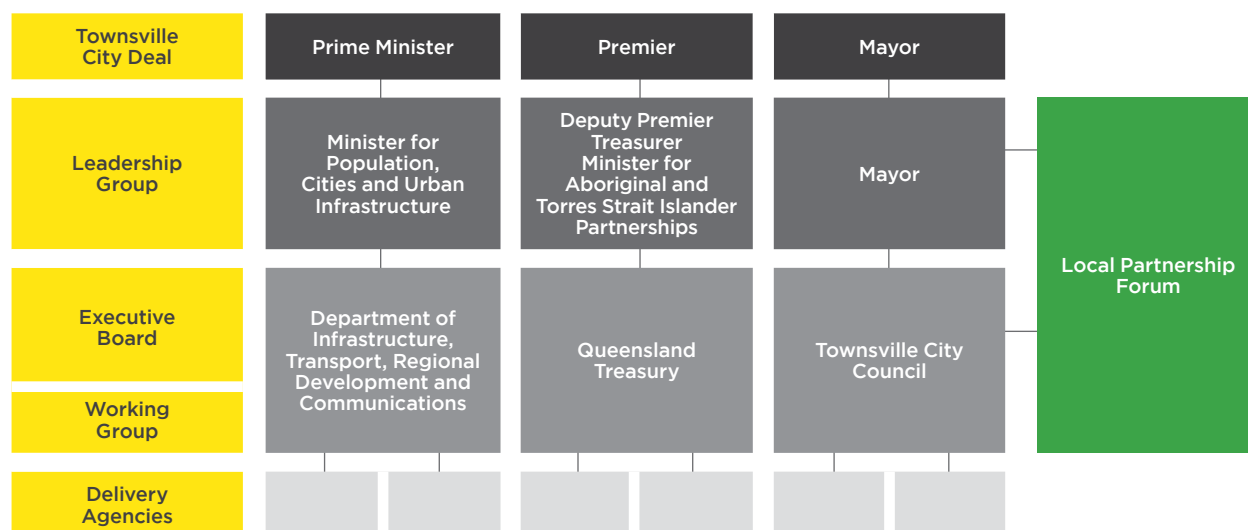 Townsville
City Deal
Prime Minister
Premier
Mayor
Leadership
Group
Minister for
Population,
Cities and Urban
Infrastructure
Deputy Premier
Treasurer
Minister for
Aboriginal and
Torres Strait Islander
Partnerships
Mayor
Local Partnership
Forum
Executive
Board
Department of
Infrastructure,
Transport, Regional
Development and
Communications
Queensland
Treasury
Townsville City
Council
Working
Group
Delivery
Agencies